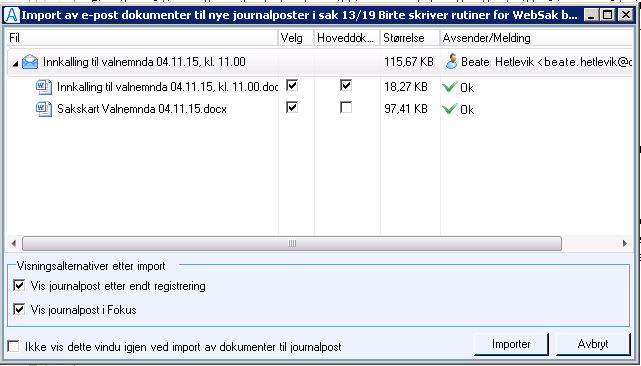 Import av e-post dokumenter til nye journalposter i sak 13/19 Birte skriver rutiner for WebSak b...
Fil Velg Hoveddok... Størrelse Avsender/Melding
Innkalling til valnemnda 04.11.15, kl. 11.00 115,67 KB Beate Hetlevik <beate.hetlevik@
Innkalling til valnemnda 04.11.15, kl. 11.00.doc 18,27 KB Ok
Sakskart Valnemnda 04.11.15.docx 97,41 KB Ok
Visningsalternativer etter import
Vis journalpost etter endt registrering
Vis journalpost i Fokus
Ikke vis dette vindu igjen ved import av dokumenter til journalpost
Importer Avbryt